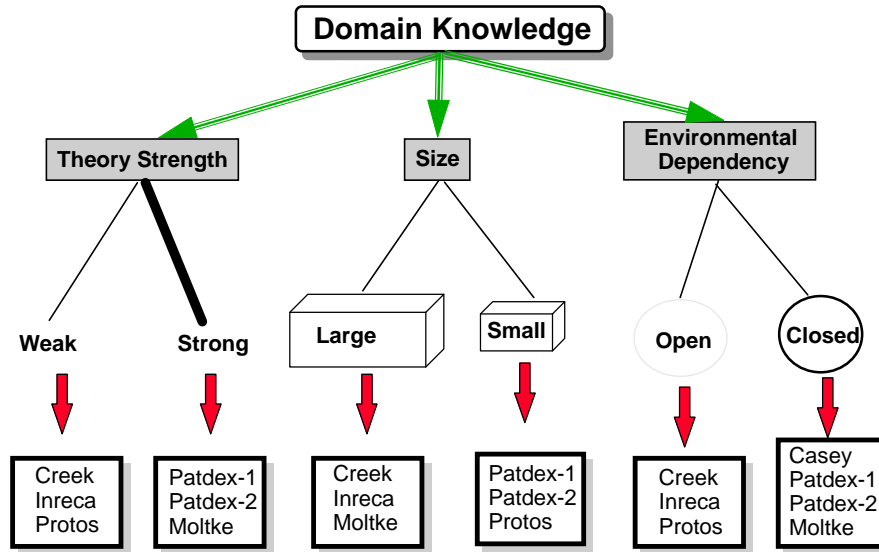 Domain Knowledge
Theory Strength
Size
Environmental
Dependency
Weak
Strong
Large
Small
Open
Closed
Creek
Inreca
Protos
Patdex-1
Patdex-2
Moltke
Creek
Inreca
Moltke
Patdex-1
Patdex-2
Protos
Creek
Inreca
Protos
Casey
Patdex-1
Patdex-2
Moltke